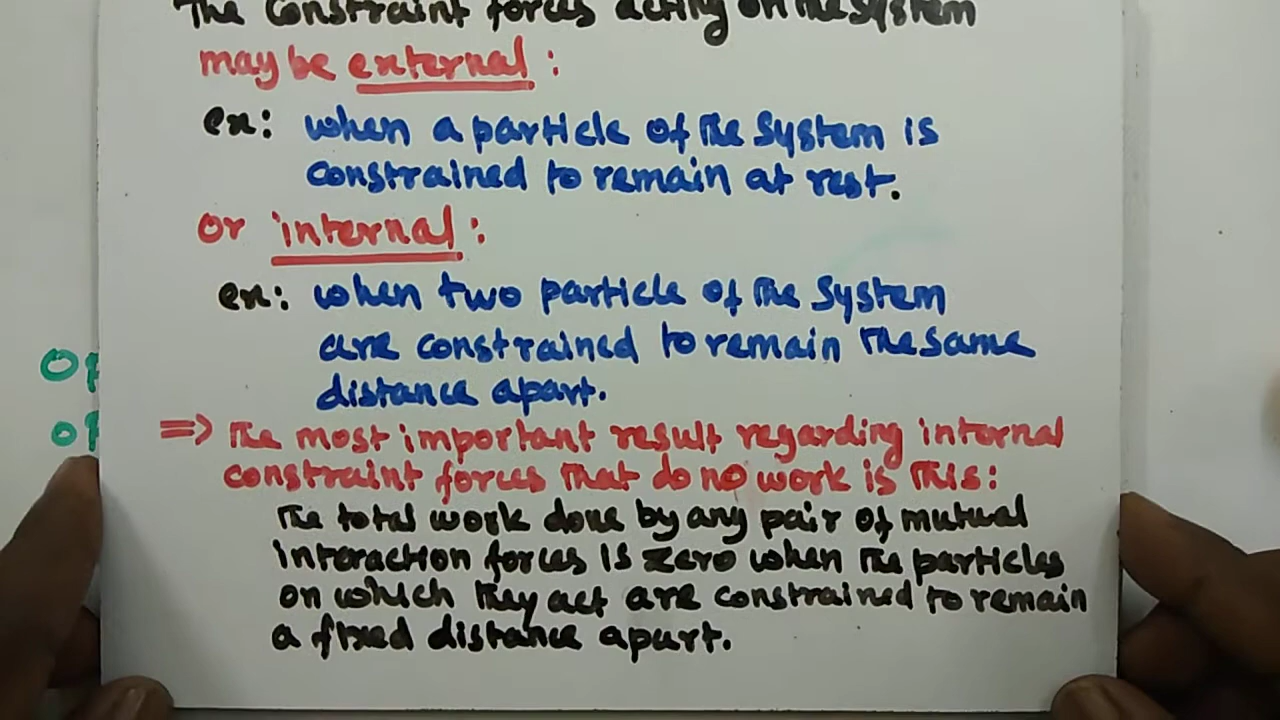 The constraint forces acting on the system
may be external :
ex: when a particle of the system is
constrained to remain at rest.
or internal :
ex: when two particle of the system
are constrained to remain the same
distance apart.
=> The most important result regarding internal
constraint forces that do no work is this:
The total work done by any pair of mutual
interaction forces is zero when the particles
on which they act are constrained to remain
a fixed distance apart.